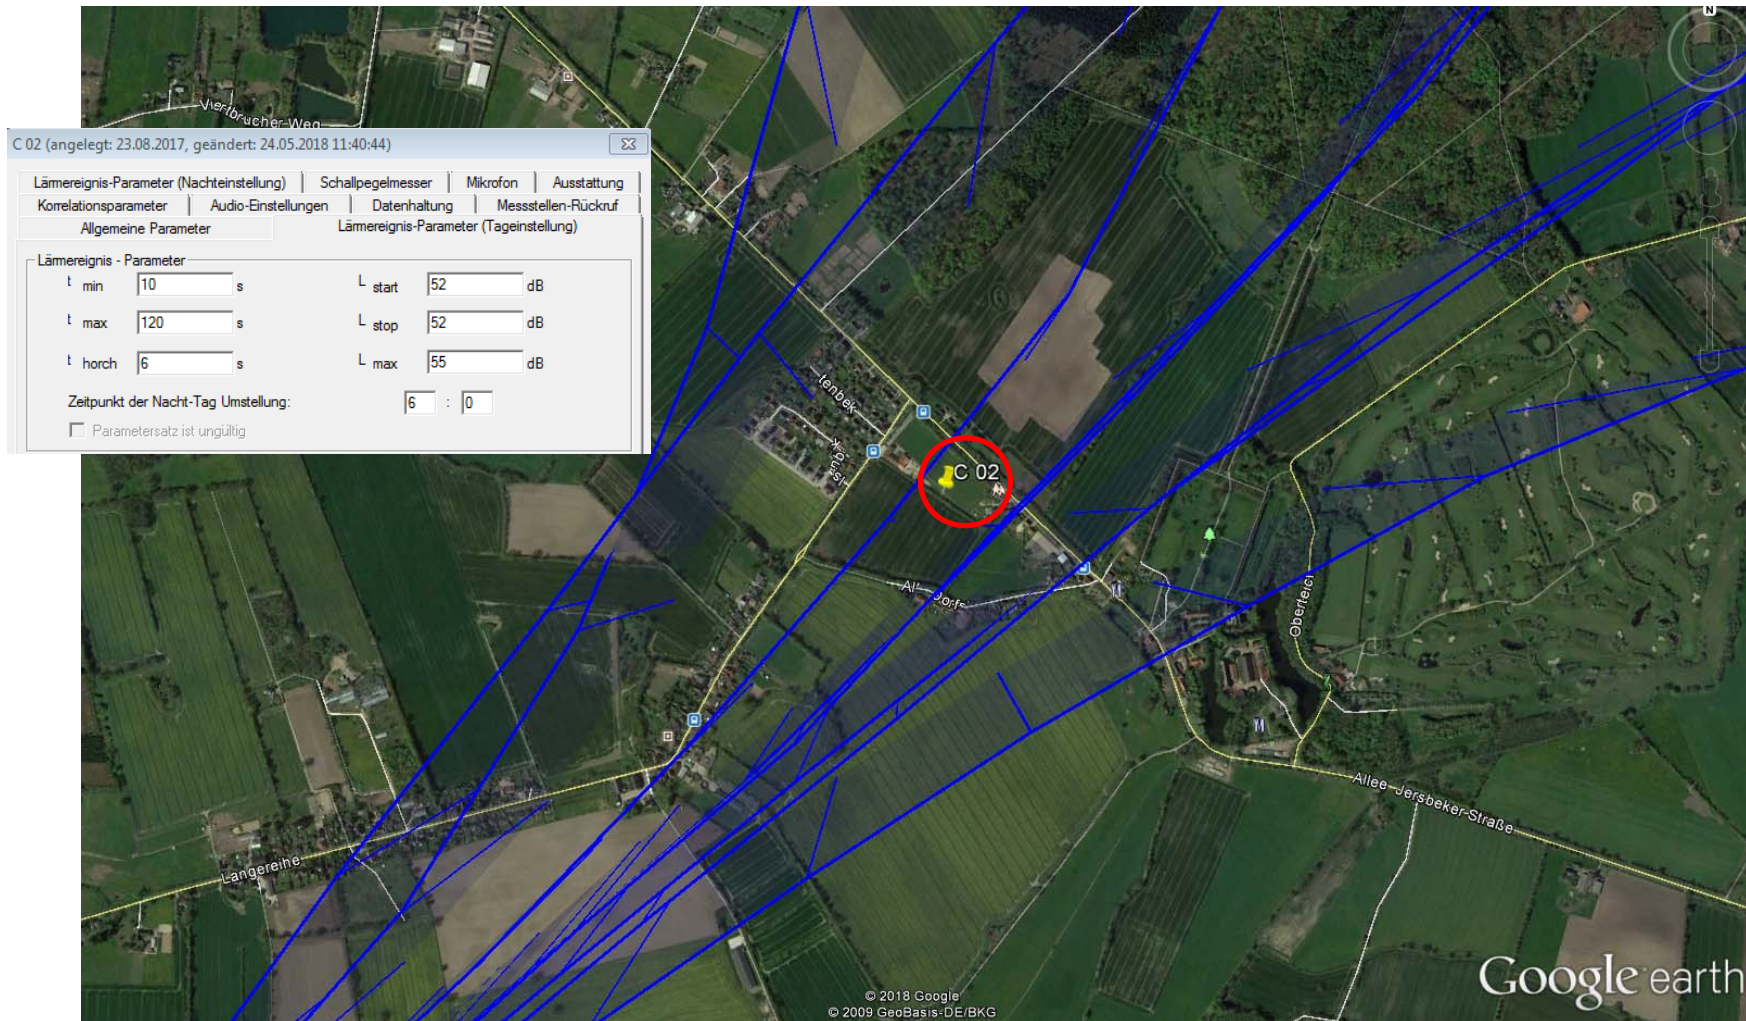 N
Viertbrucher Weg
C 02 (angelegt: 23.08.2017, geändert: 24.05.2018 11:40:44)
Lärmereignis-Parameter (Nachteinstellung) Schallpegelmesser Mikrofon Ausstattung
Korrelationsparameter Audio-Einstellungen Datenhaltung Messstellen-Rückruf
Allgemeine Parameter Lärmereignis-Parameter (Tageinstellung)
Lärmereignis - Parameter
t min 10 s L start 52 dB
t max 120 s L stop 52 dB
t horch 6 s L max 55 dB
Zeitpunkt der Nacht-Tag Umstellung: 6 : 0
Parametersatz ist ungültig
tenbek
C 02
Oberteich
Allee Jersbeker-Straße
Langereihe
Google earth
© 2018 Google
© 2009 GeoBasis-DE/BKG